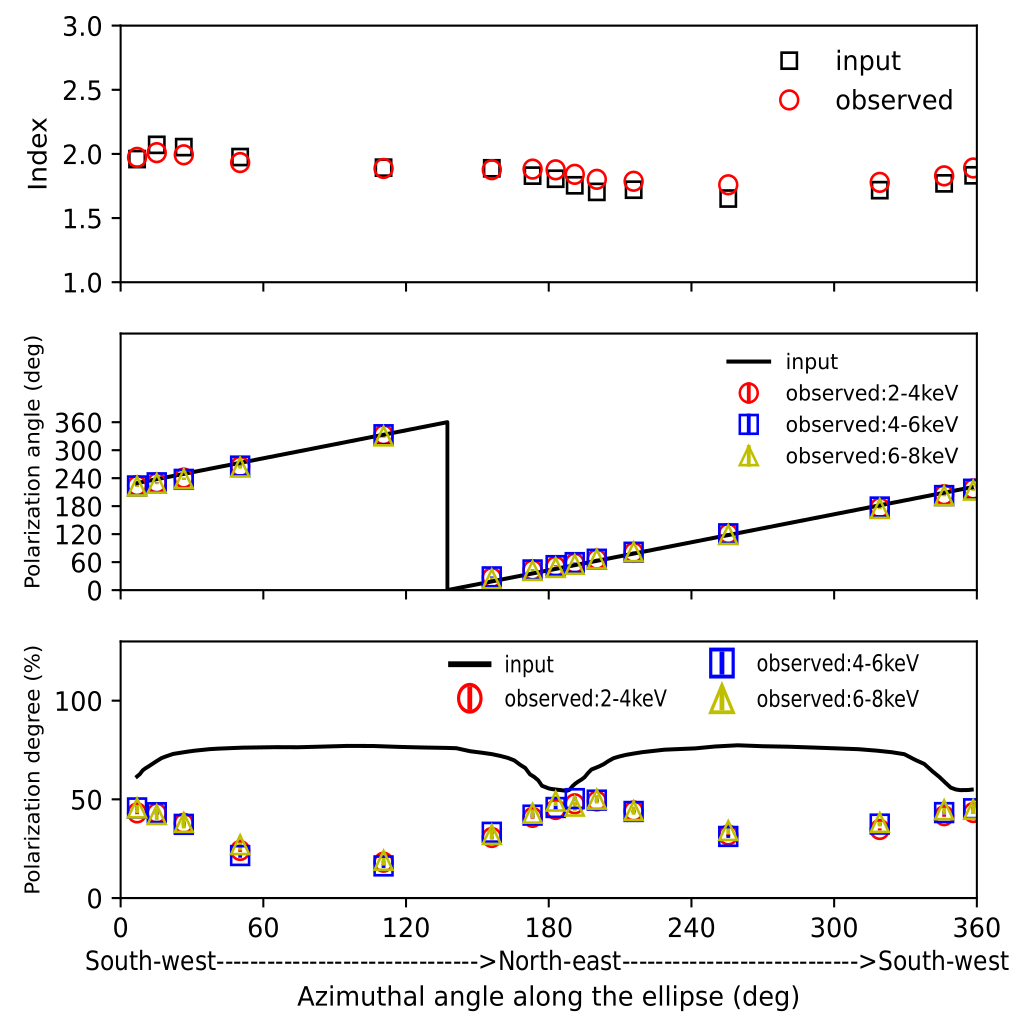 3.0
2.5
2.0
1.5
1.0
Index
input
observed
360
300
240
180
120
60
0
Polarization angle (deg)
input
observed:2-4keV
observed:4-6keV
observed:6-8keV
100
50
0
Polarization degree (%)
input
observed:2-4keV
observed:4-6keV
observed:6-8keV
0 60 120 180 240 300 360
South-west---------------------------->North-east---------------------------->South-west
Azimuthal angle along the ellipse (deg)